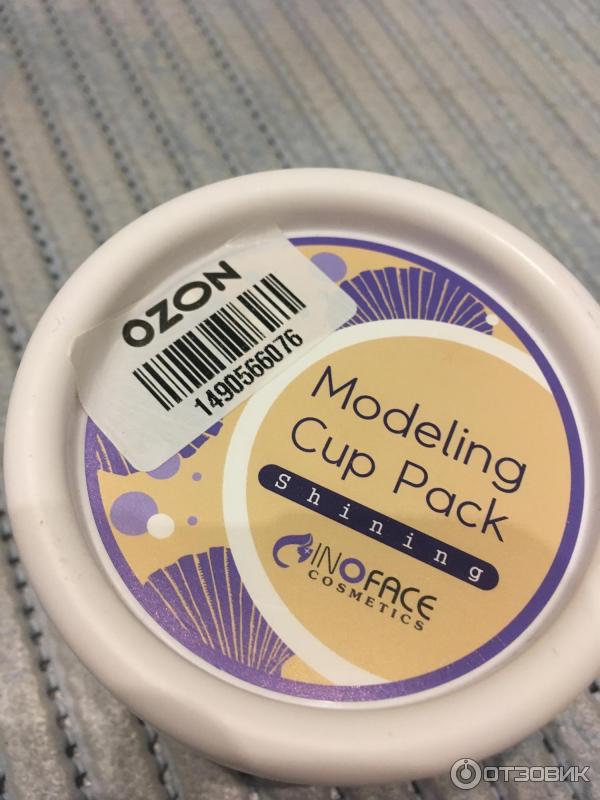 OZON
1490566076
Modeling
Cup Pack
Shining
INOFACE
COSMETICS
ОТЗОВИК